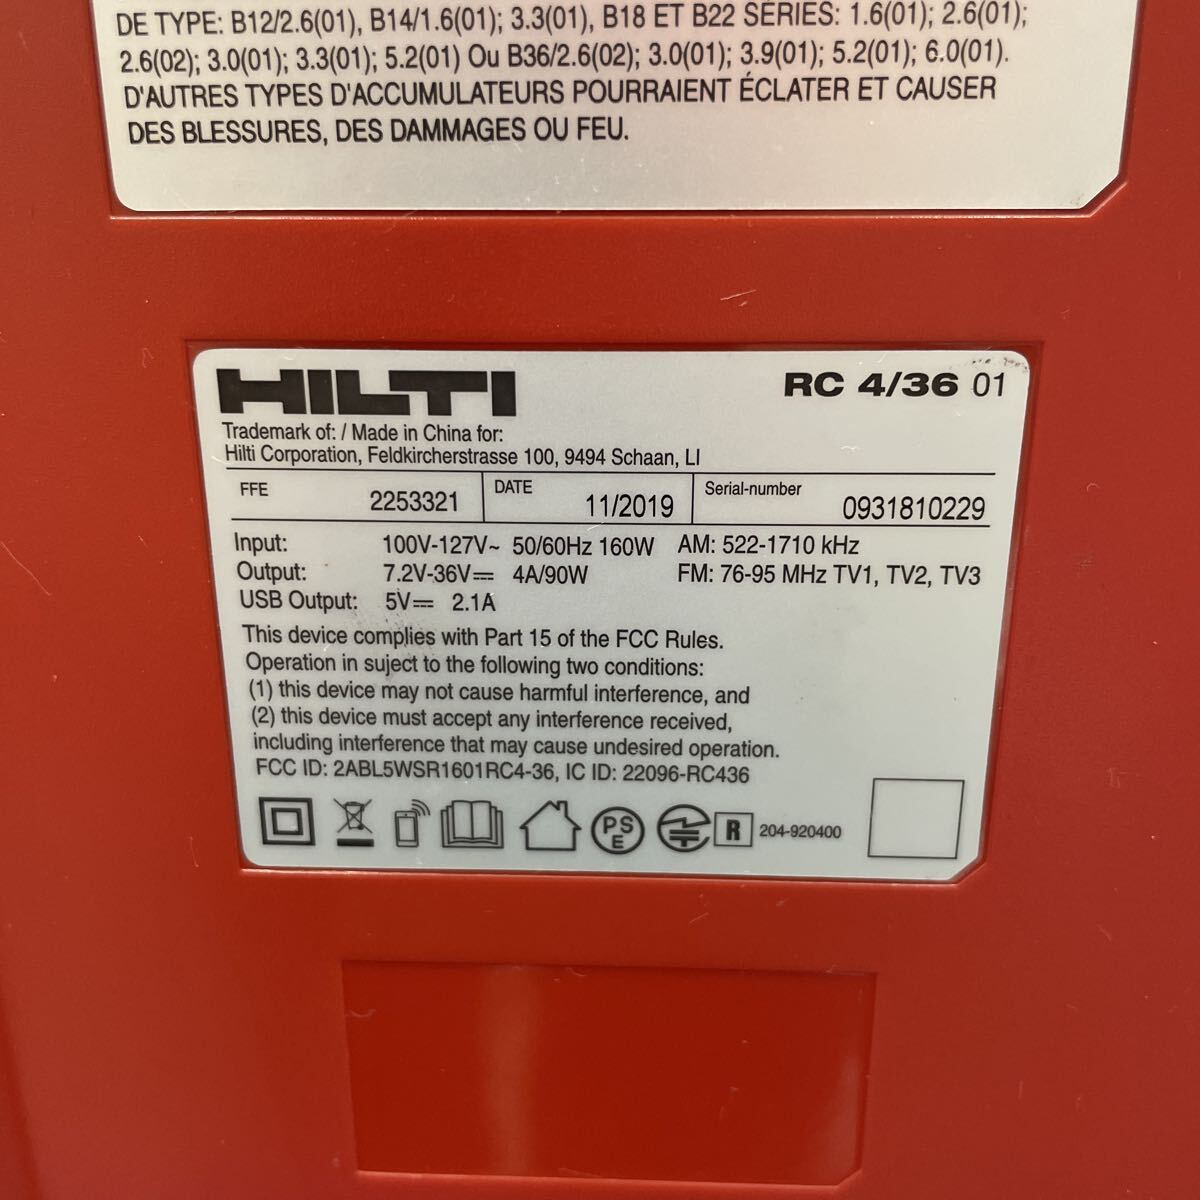 DE TYPE: B12/2.6(01), B14/1.6(01); 3.3(01), B18 ET B22 SÉRIES: 1.6(01); 2.6(01);
2.6(02); 3.0(01); 3.3(01); 5.2(01) Ou B36/2.6(02); 3.0(01); 3.9(01); 5.2(01); 6.0(01).
D'AUTRES TYPES D'ACCUMULATEURS POURRAIENT ÉCLATER ET CAUSER
DES BLESSURES, DES DAMMAGES OU FEU.
HILTI RC 4/36 01
Trademark of: / Made in China for:
Hilti Corporation, Feldkircherstrasse 100, 9494 Schaan, LI
FFE 2253321 DATE 11/2019 Serial-number 0931810229
Input: 100V-127V~ 50/60Hz 160W AM: 522-1710 kHz
Output: 7.2V-36V⎓ 4A/90W FM: 76-95 MHz TV1, TV2, TV3
USB Output: 5V⎓ 2.1A
This device complies with Part 15 of the FCC Rules.
Operation in suject to the following two conditions:
(1) this device may not cause harmful interference, and
(2) this device must accept any interference received,
including interference that may cause undesired operation.
FCC ID: 2ABL5WSR1601RC4-36, IC ID: 22096-RC436
PS E R 204-920400